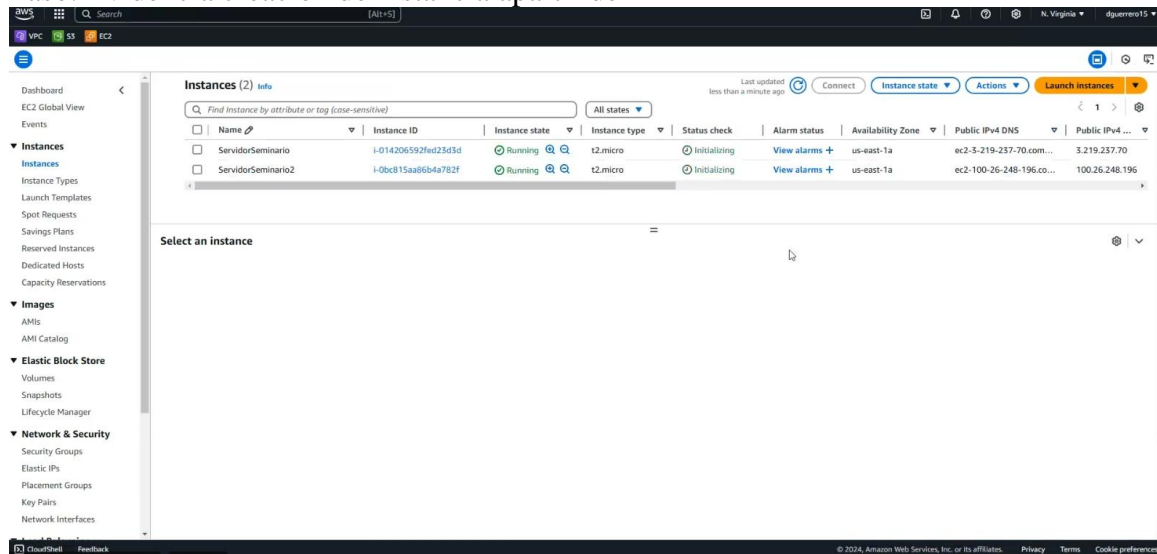 aws Search [Alt+S] N. Virginia dguerrero15
VPC S3 EC2
Dashboard
EC2 Global View
Events
Instances
Instances
Instance Types
Launch Templates
Spot Requests
Savings Plans
Reserved Instances
Dedicated Hosts
Capacity Reservations
Images
AMIs
AMI Catalog
Elastic Block Store
Volumes
Snapshots
Lifecycle Manager
Network & Security
Security Groups
Elastic IPs
Placement Groups
Key Pairs
Network Interfaces
Instances (2) Info
Last updated
less than a minute ago
Connect Instance state Actions Launch instances
Find Instance by attribute or tag (case-sensitive) All states 1
Name Instance ID Instance state Instance type Status check Alarm status Availability Zone Public IPv4 DNS Public IPv4 ...
ServidorSeminario i-014206592fed23d3d Running t2.micro Initializing View alarms + us-east-1a ec2-3-219-237-70.com... 3.219.237.70
ServidorSeminario2 i-0bc815aa86b4a782f Running t2.micro Initializing View alarms + us-east-1a ec2-100-26-248-196.co... 100.26.248.196
Select an instance
CloudShell Feedback © 2024, Amazon Web Services, Inc. or its affiliates. Privacy Terms Cookie preferences